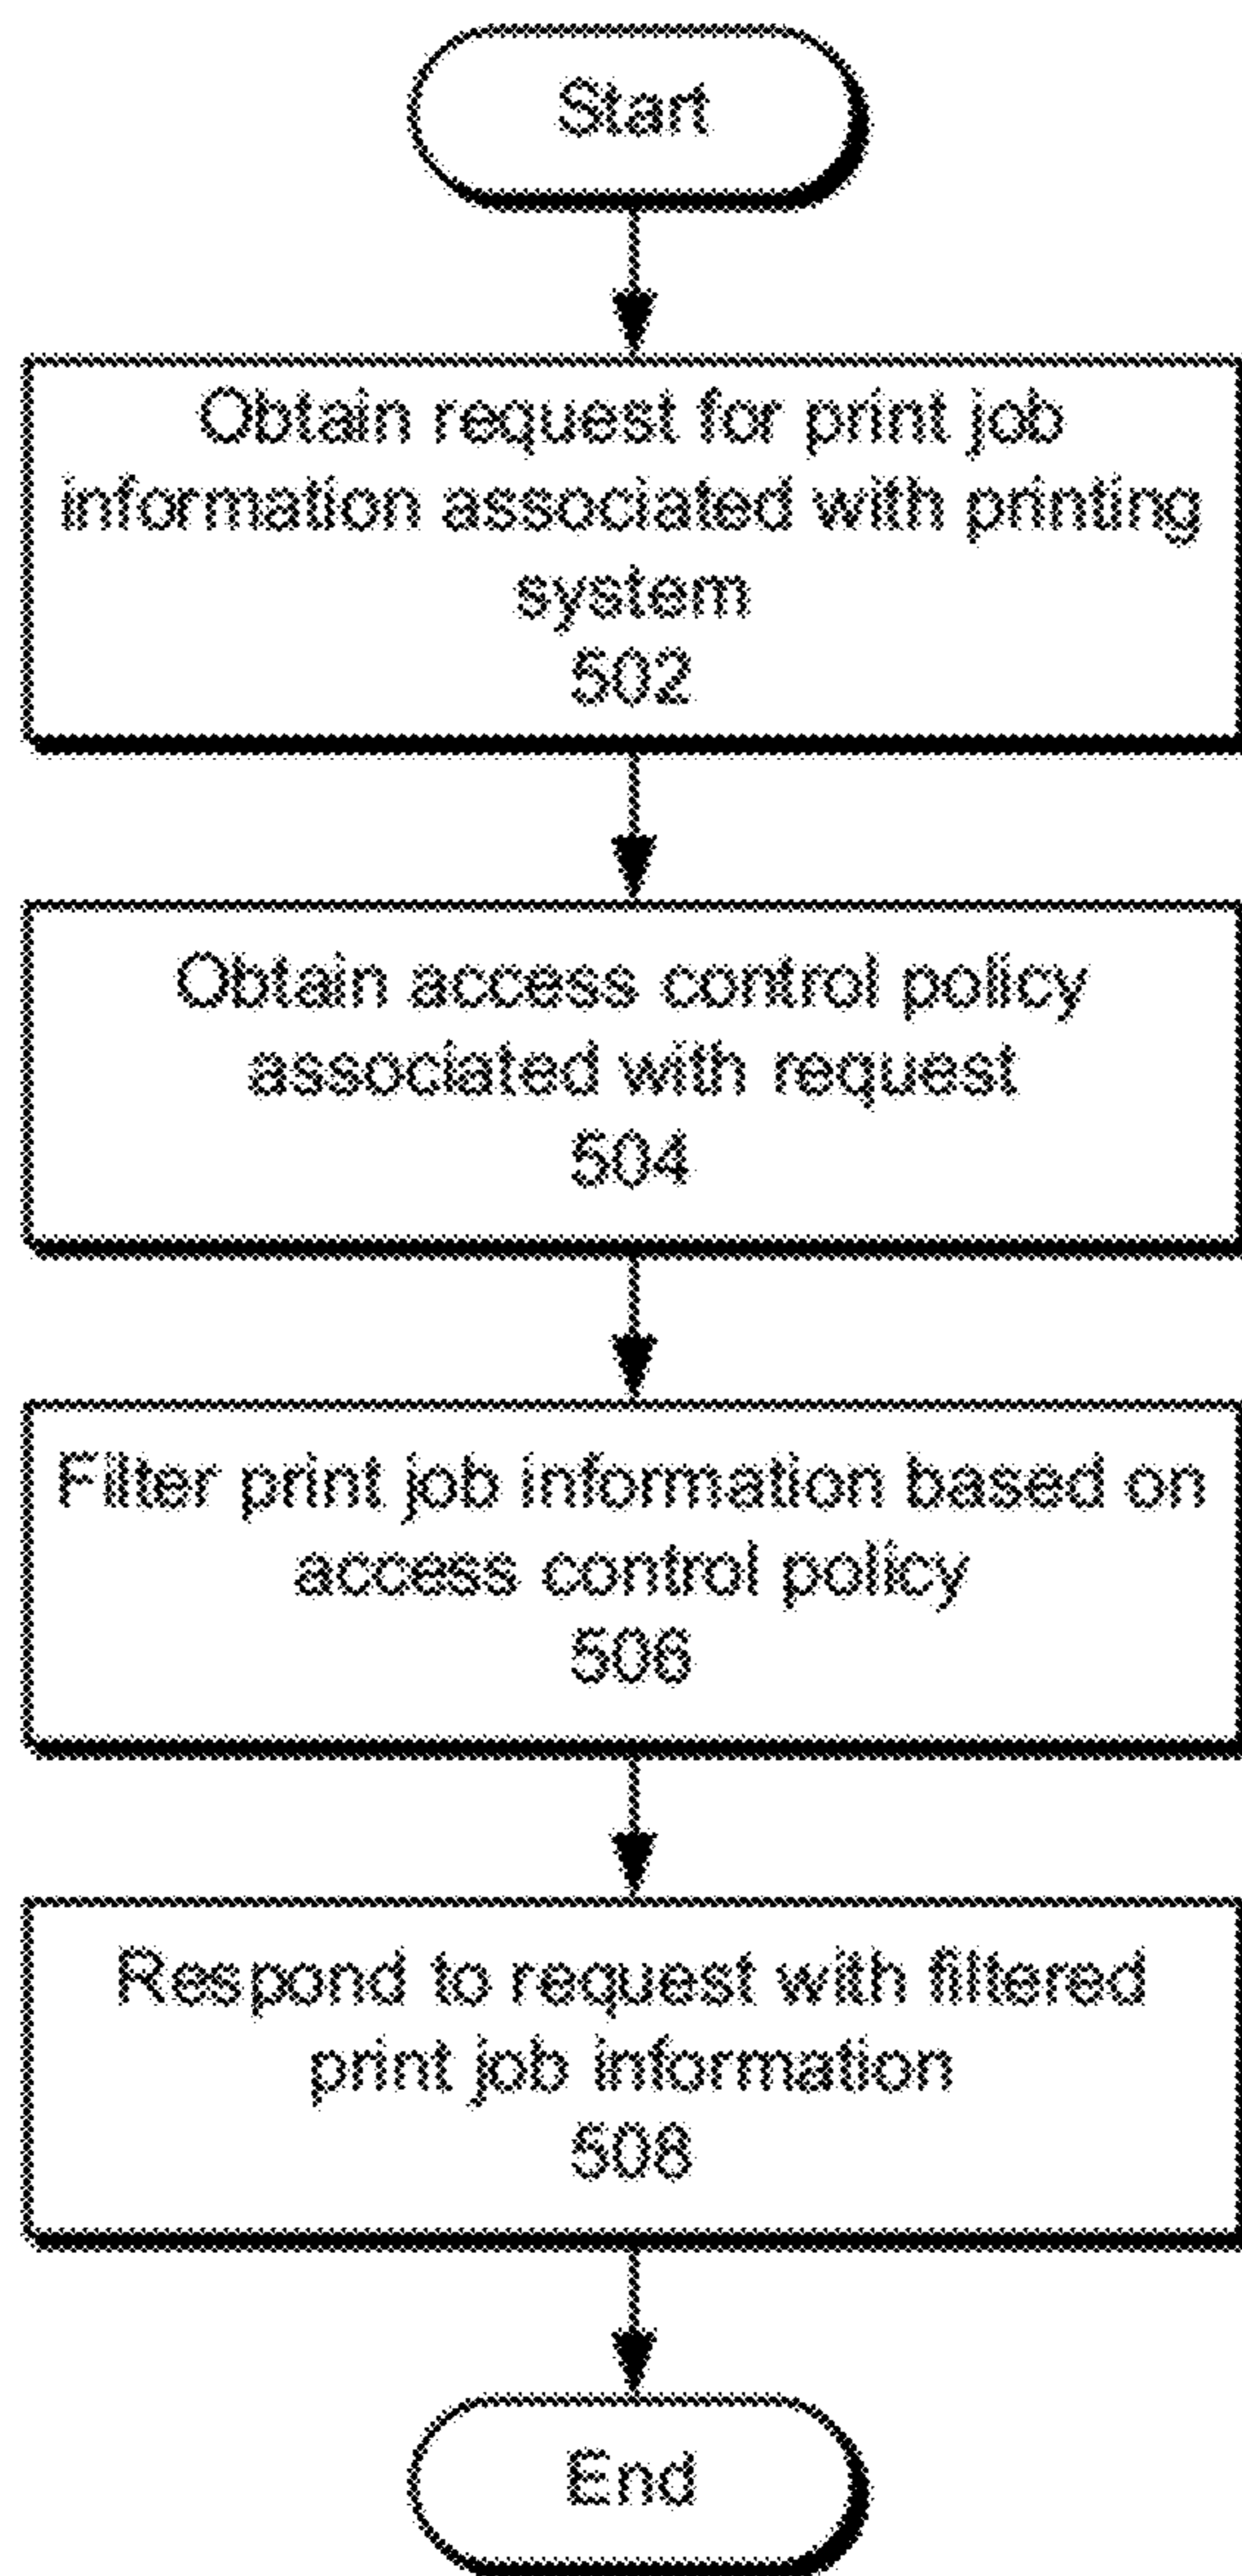 Start
Obtain request for print job
information associated with printing
system
502
Obtain access control policy
associated with request
504
Filter print job information based on
access control policy
506
Respond to request with filtered
print job information
508
End